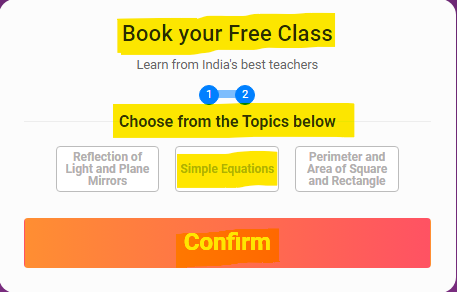 Book your Free Class
Learn from India's best teachers
1 2
Choose from the Topics below
Reflection of
Light and Plane
Mirrors
Simple Equations
Perimeter and
Area of Square
and Rectangle
Confirm